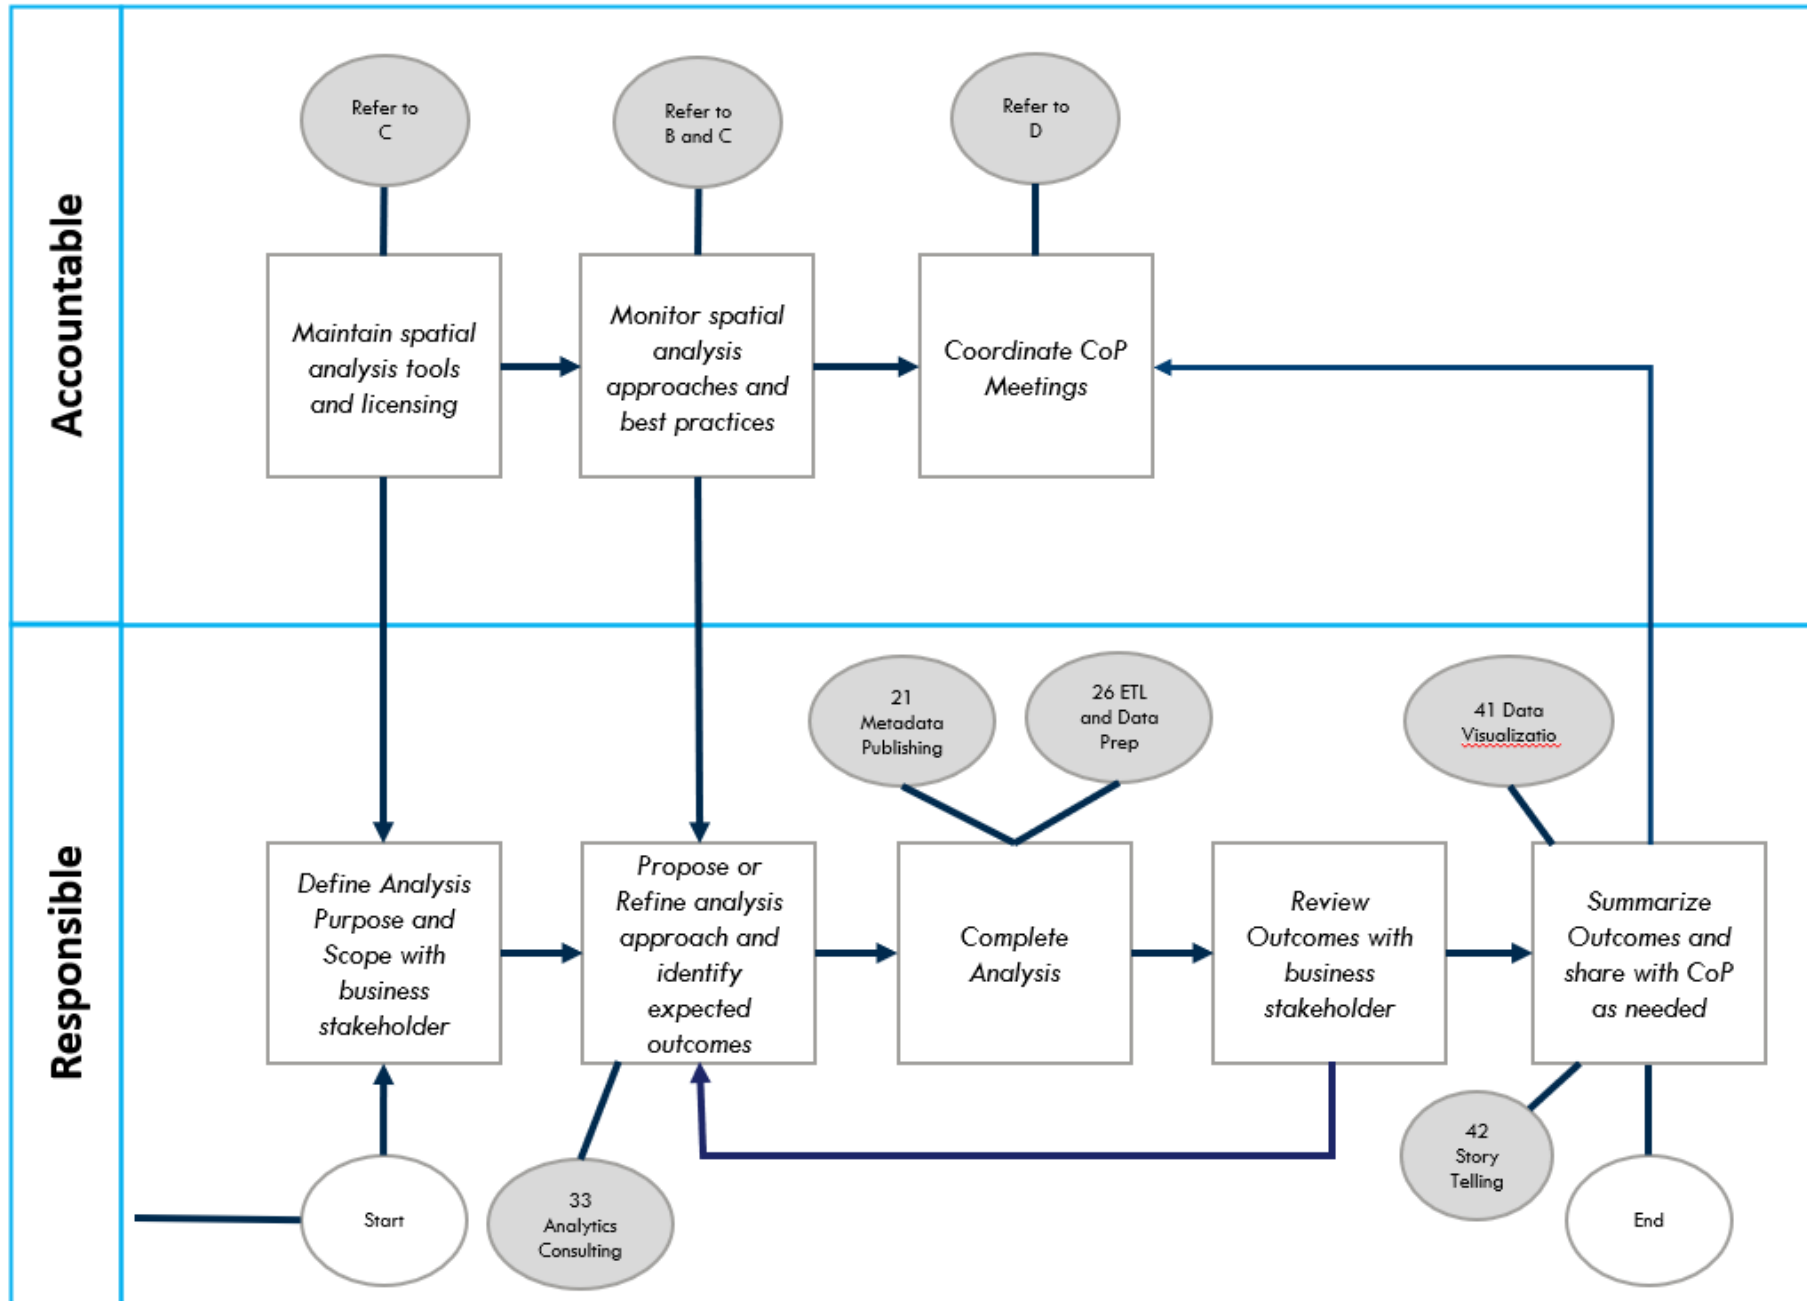 Accountable
Refer to
C
Refer to
B and C
Refer to
D
Maintain spatial
analysis tools
and licensing
Monitor spatial
analysis
approaches and
best practices
Coordinate CoP
Meetings
Responsible
21
Metadada
Publishing
26 ETL
and Data
Prep
41 Data
Visualizatio
Define Analysis
Purpose and
Scope with
business
stakeholder
Propose or
Refine analysis
approach and
identify
expected
outcomes
Complete
Analysis
Review
Outcomes with
business
stakeholder
Summarize
Outcomes and
share with CoP
as needed
Start
33
Analytics
Consulting
42
Story
Telling
End